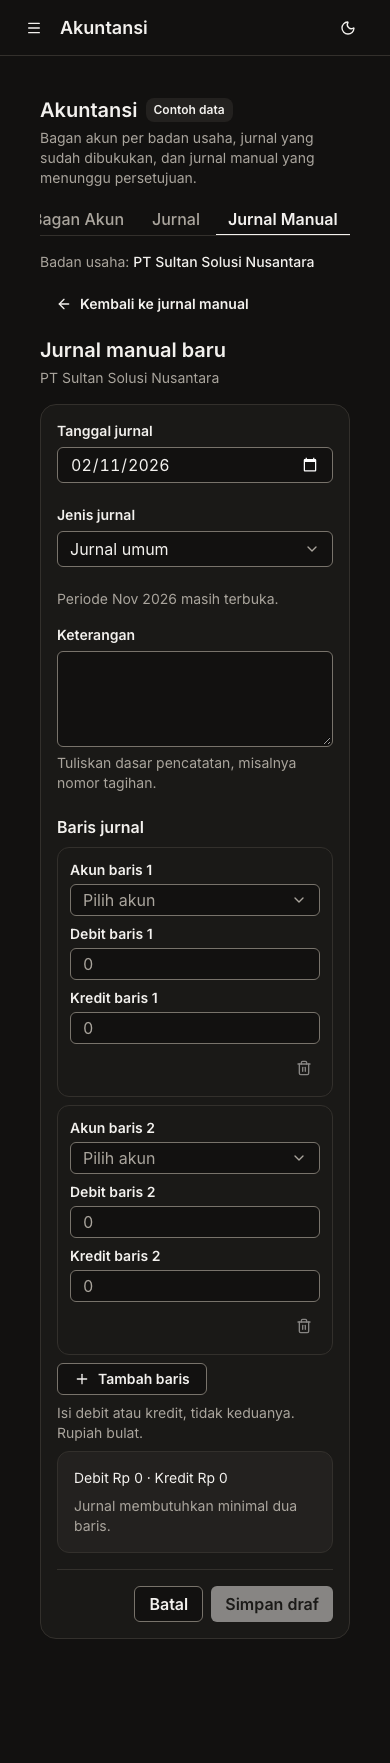 Akuntansi
Akuntansi Contoh data
Bagan akun per badan usaha, jurnal yang
sudah dibukukan, dan jurnal manual yang
menunggu persetujuan.
Bagan Akun Jurnal Jurnal Manual
Badan usaha: PT Sultan Solusi Nusantara
Kembali ke jurnal manual
Jurnal manual baru
PT Sultan Solusi Nusantara
Tanggal jurnal
02/11/2026
Jenis jurnal
Jurnal umum
Periode Nov 2026 masih terbuka.
Keterangan
Tuliskan dasar pencatatan, misalnya
nomor tagihan.
Baris jurnal
Akun baris 1
Pilih akun
Debit baris 1
0
Kredit baris 1
0
Akun baris 2
Pilih akun
Debit baris 2
0
Kredit baris 2
0
Tambah baris
Isi debit atau kredit, tidak keduanya.
Rupiah bulat.
Debit Rp 0 · Kredit Rp 0
Jurnal membutuhkan minimal dua
baris.
Batal Simpan draf